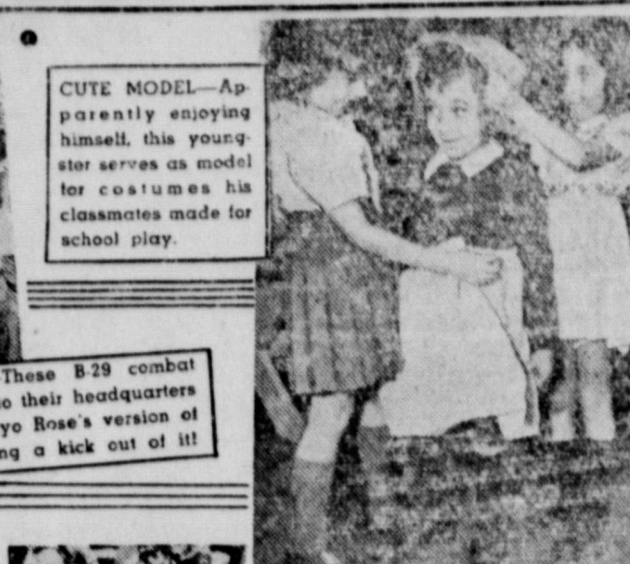 CUTE MODEL—Ap-
parently enjoying
himself, this young-
ster serves as model
for costumes his
classmates made for
school play.
These B-29 combat
to their headquarters
yo Rose's version of
ng a kick out of it!